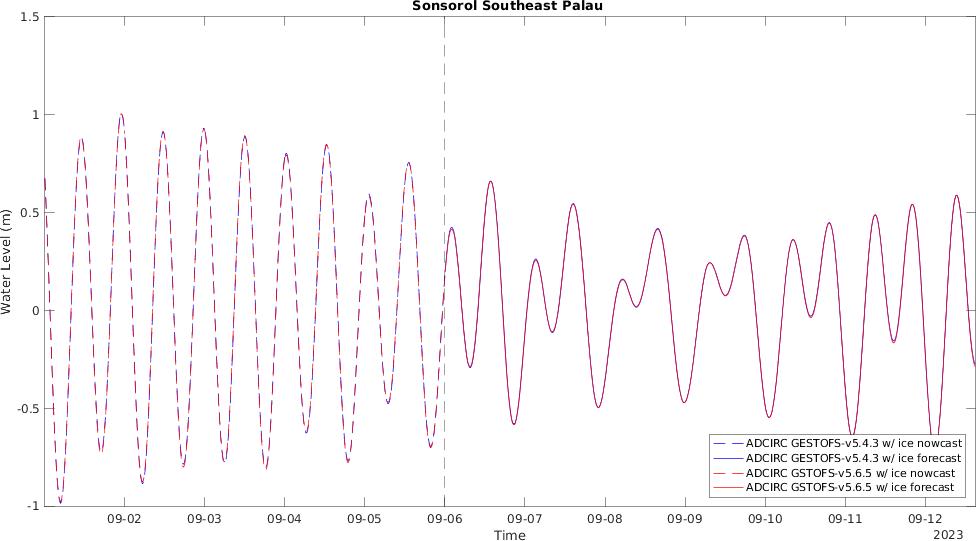 Sonsorol Southeast Palau
1.5
1
0.5
0
-0.5
-1
Water Level (m)
09-02
09-03
09-04
09-05
09-06
09-07
09-08
09-09
09-10
09-11
09-12
Time
2023
ADCIRC GESTOFS-v5.4.3 w/ ice nowcast
ADCIRC GESTOFS-v5.4.3 w/ ice forecast
ADCIRC GSTOFS-v5.6.5 w/ ice nowcast
ADCIRC GSTOFS-v5.6.5 w/ ice forecast